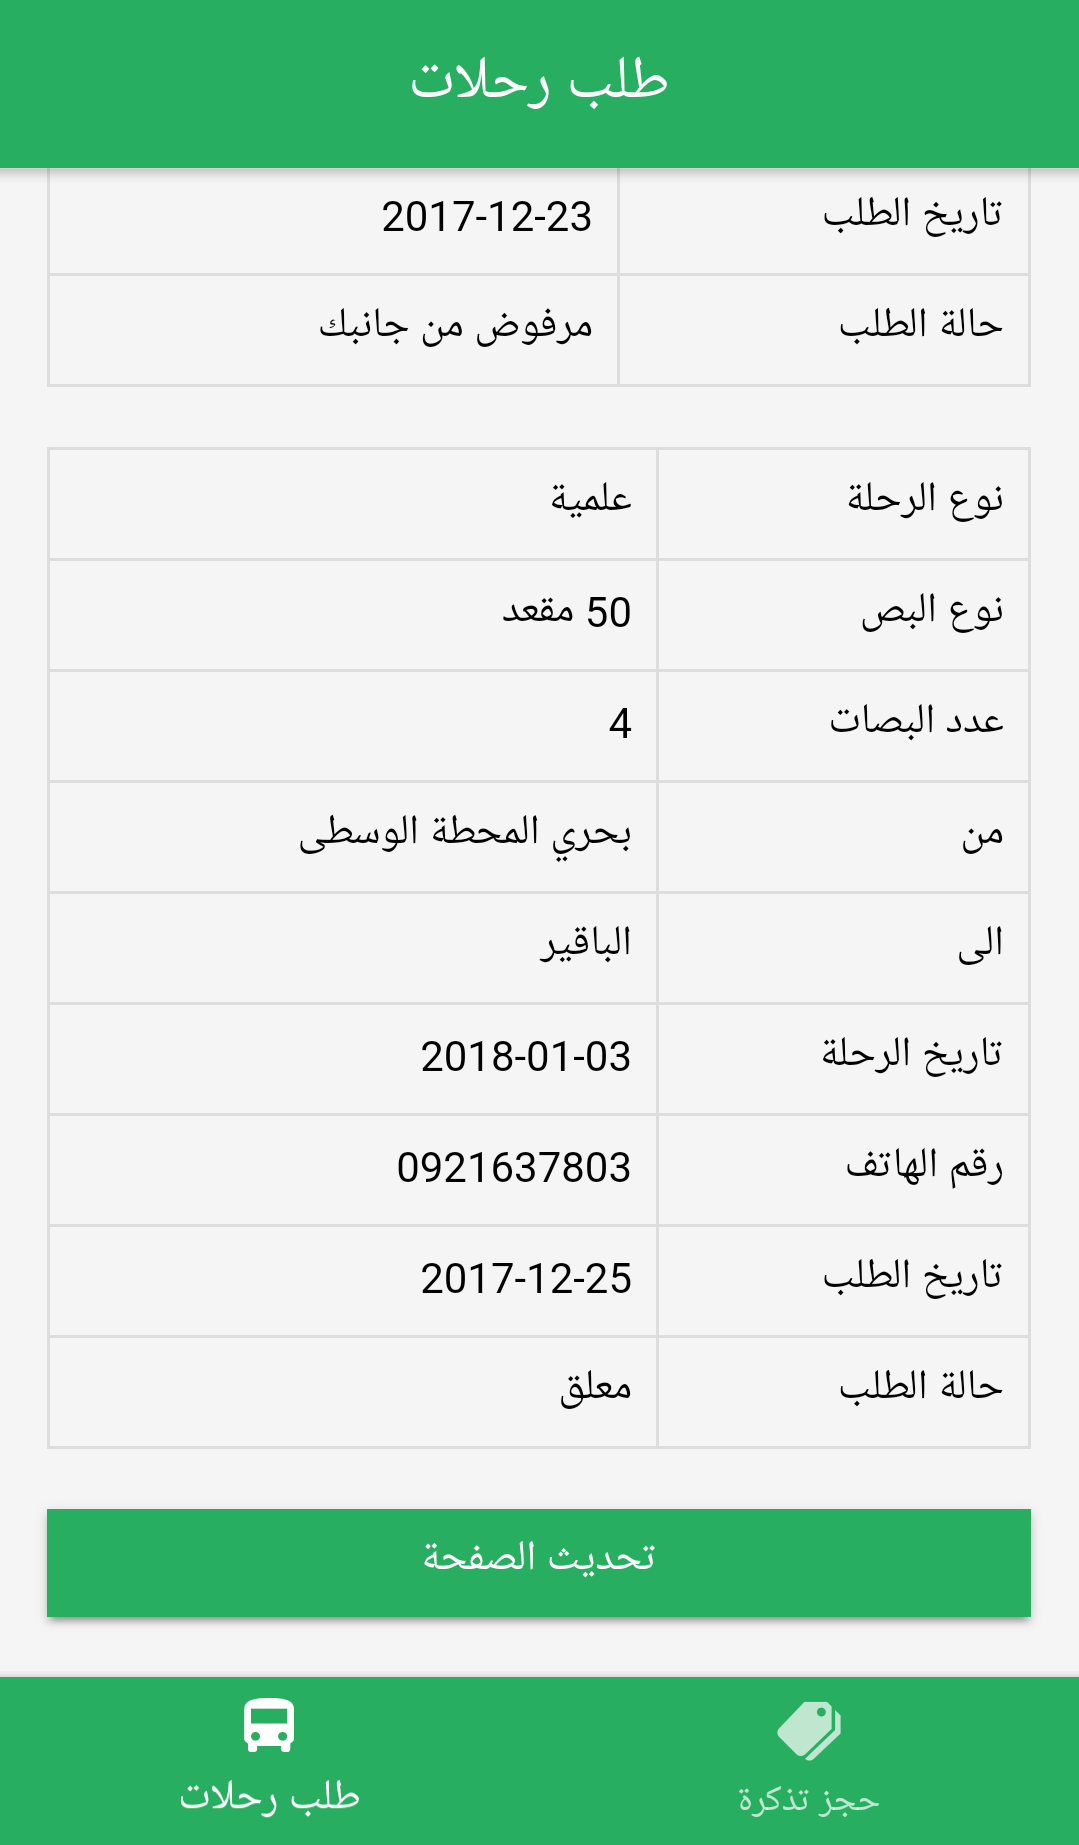 طلب رحلات
تاريخ الطلب 2017-12-23
حالة الطلب مرفوض من جانبك
نوع الرحلة علمية
نوع البص 50 مقعد
عدد البصات 4
من بحري المحطة الوسطى
الى الباقير
تاريخ الرحلة 2018-01-03
رقم الهاتف 0921637803
تاريخ الطلب 2017-12-25
حالة الطلب معلق
تحديث الصفحة
حجز تذكرة
طلب رحلات